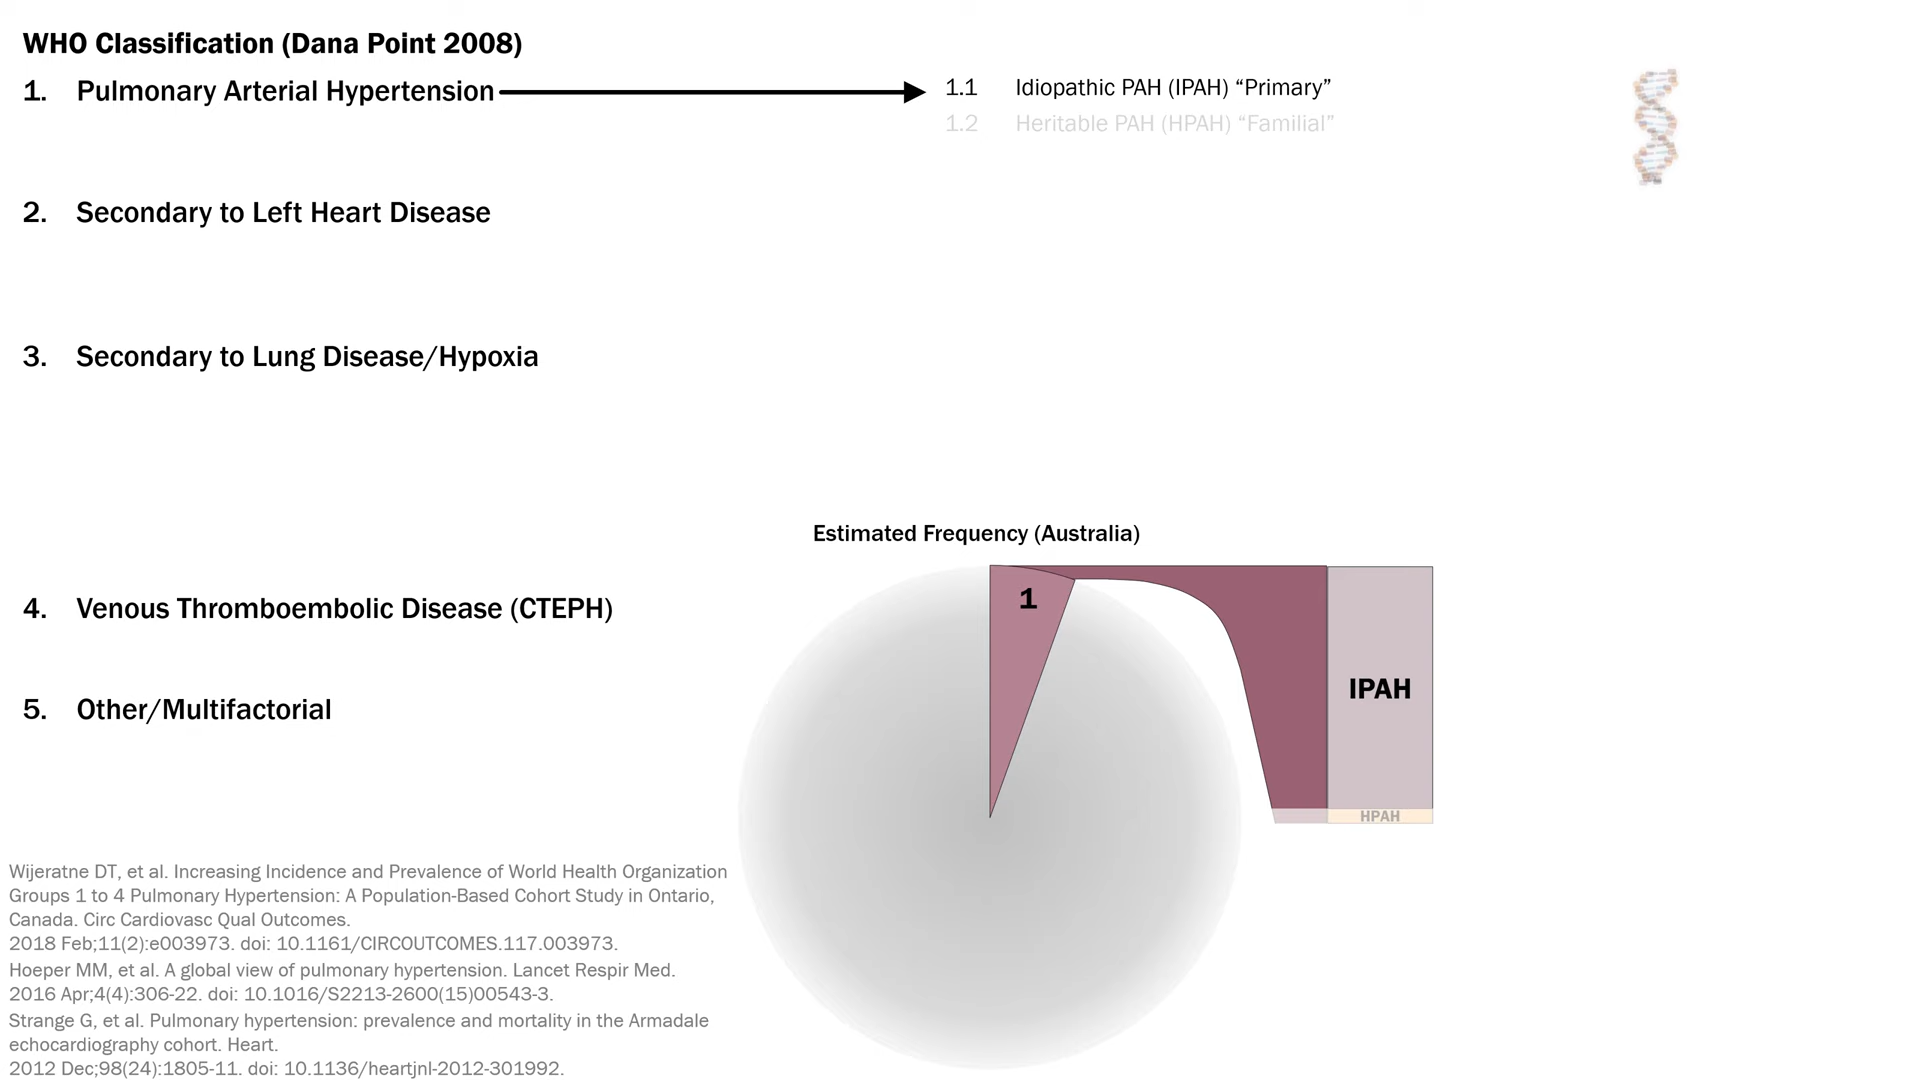 WHO Classification (Dana Point 2008)
1. Pulmonary Arterial Hypertension
1.1 Idiopathic PAH (IPAH) “Primary”
1.2 Heritable PAH (HPAH) “Familial”
2. Secondary to Left Heart Disease
3. Secondary to Lung Disease/Hypoxia
4. Venous Thromboembolic Disease (CTEPH)
5. Other/Multifactorial
Estimated Frequency (Australia)
1
IPAH
HPAH
Wijeratne DT, et al. Increasing Incidence and Prevalence of World Health Organization
Groups 1 to 4 Pulmonary Hypertension: A Population-Based Cohort Study in Ontario,
Canada. Circ Cardiovasc Qual Outcomes.
2018 Feb;11(2):e003973. doi: 10.1161/CIRCOUTCOMES.117.003973.
Hoeper MM, et al. A global view of pulmonary hypertension. Lancet Respir Med.
2016 Apr;4(4):306-22. doi: 10.1016/S2213-2600(15)00543-3.
Strange G, et al. Pulmonary hypertension: prevalence and mortality in the Armadale
echocardiography cohort. Heart.
2012 Dec;98(24):1805-11. doi: 10.1136/heartjnl-2012-301992.